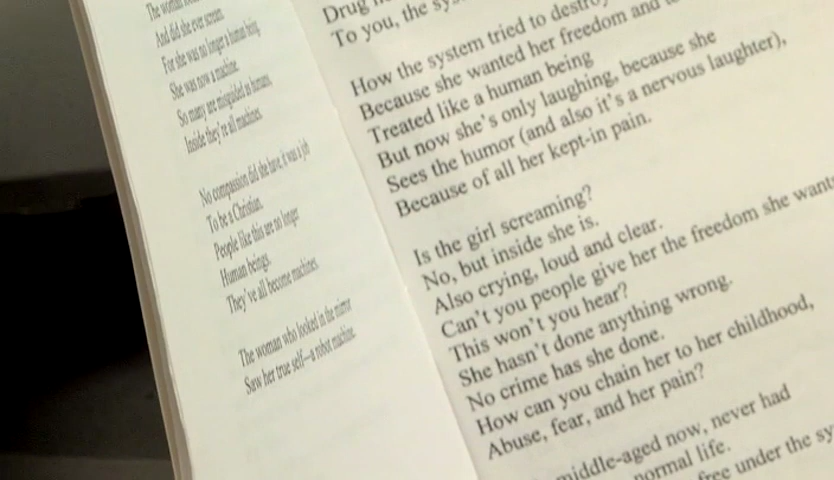 The woman
And did she ever scream.
For she was no longer a human being,
She was now a machine.
So many are misguided as humans,
Inside they're all machines.
No compassion did she have, it was a job
To be a Christian.
People like this are no longer
Human beings,
They've all become machines.
The woman who looked in the mirror
Saw her true self—a robot machine.
Drug
To you, the
How the system tried to destroy
Because she wanted her freedom and
Treated like a human being
But now she's only laughing, because she
Sees the humor (and also it's a nervous laughter),
Because of all her kept-in pain.
Is the girl screaming?
No, but inside she is.
Also crying, loud and clear.
Can't you people give her the freedom she wants
This won't you hear?
She hasn't done anything wrong.
No crime has she done.
How can you chain her to her childhood,
Abuse, fear, and her pain?
middle-aged now, never had
normal life.
free under the